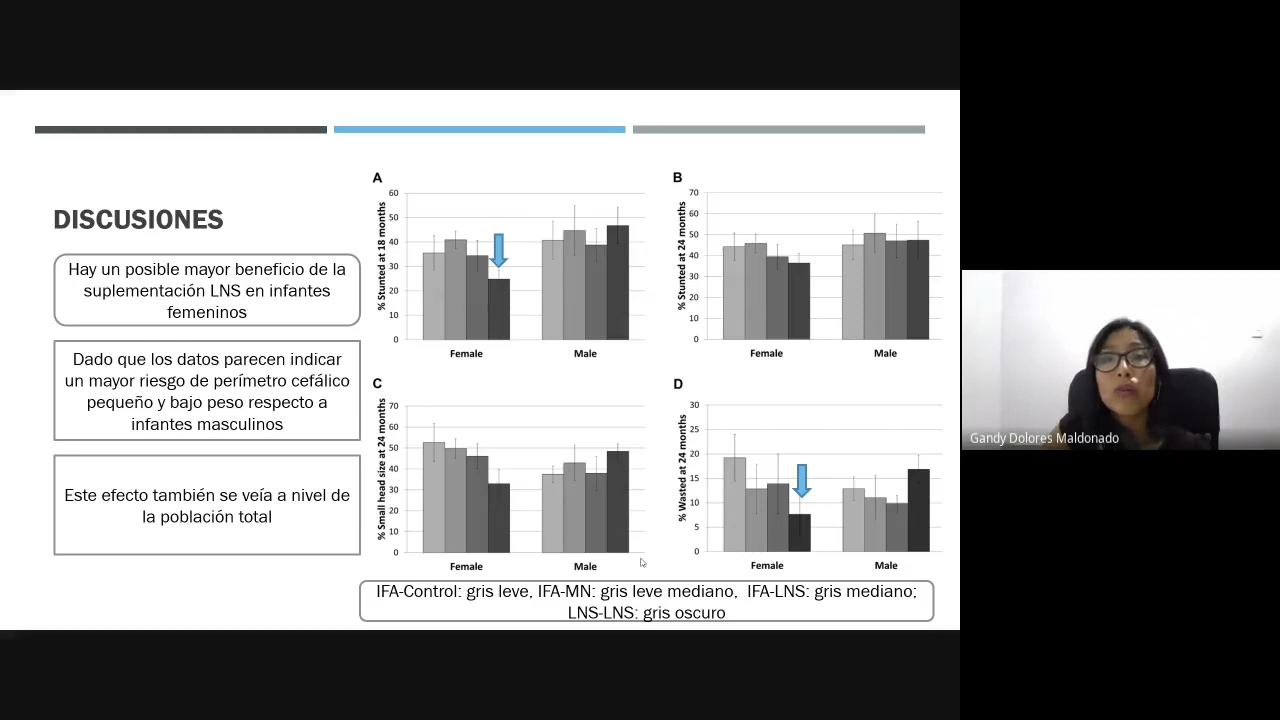 DISCUSIONES
Hay un posible mayor beneficio de la
suplementación LNS en infantes
femeninos
Dado que los datos parecen indicar
un mayor riesgo de perímetro cefálico
pequeño y bajo peso respecto a
infantes masculinos
Este efecto también se veía a nivel de
la población total
A
% Stunted at 18 months
60
50
40
30
20
10
0
Female
Male
B
% Stunted at 24 months
70
60
50
40
30
20
10
0
Female
Male
C
% Small head size at 24 months
70
60
50
40
30
20
10
0
Female
Male
D
% Wasted at 24 months
30
25
20
15
10
5
0
Female
Male
IFA-Control: gris leve, IFA-MN: gris leve mediano, IFA-LNS: gris mediano;
LNS-LNS: gris oscuro
Gandy Dolores Maldonado